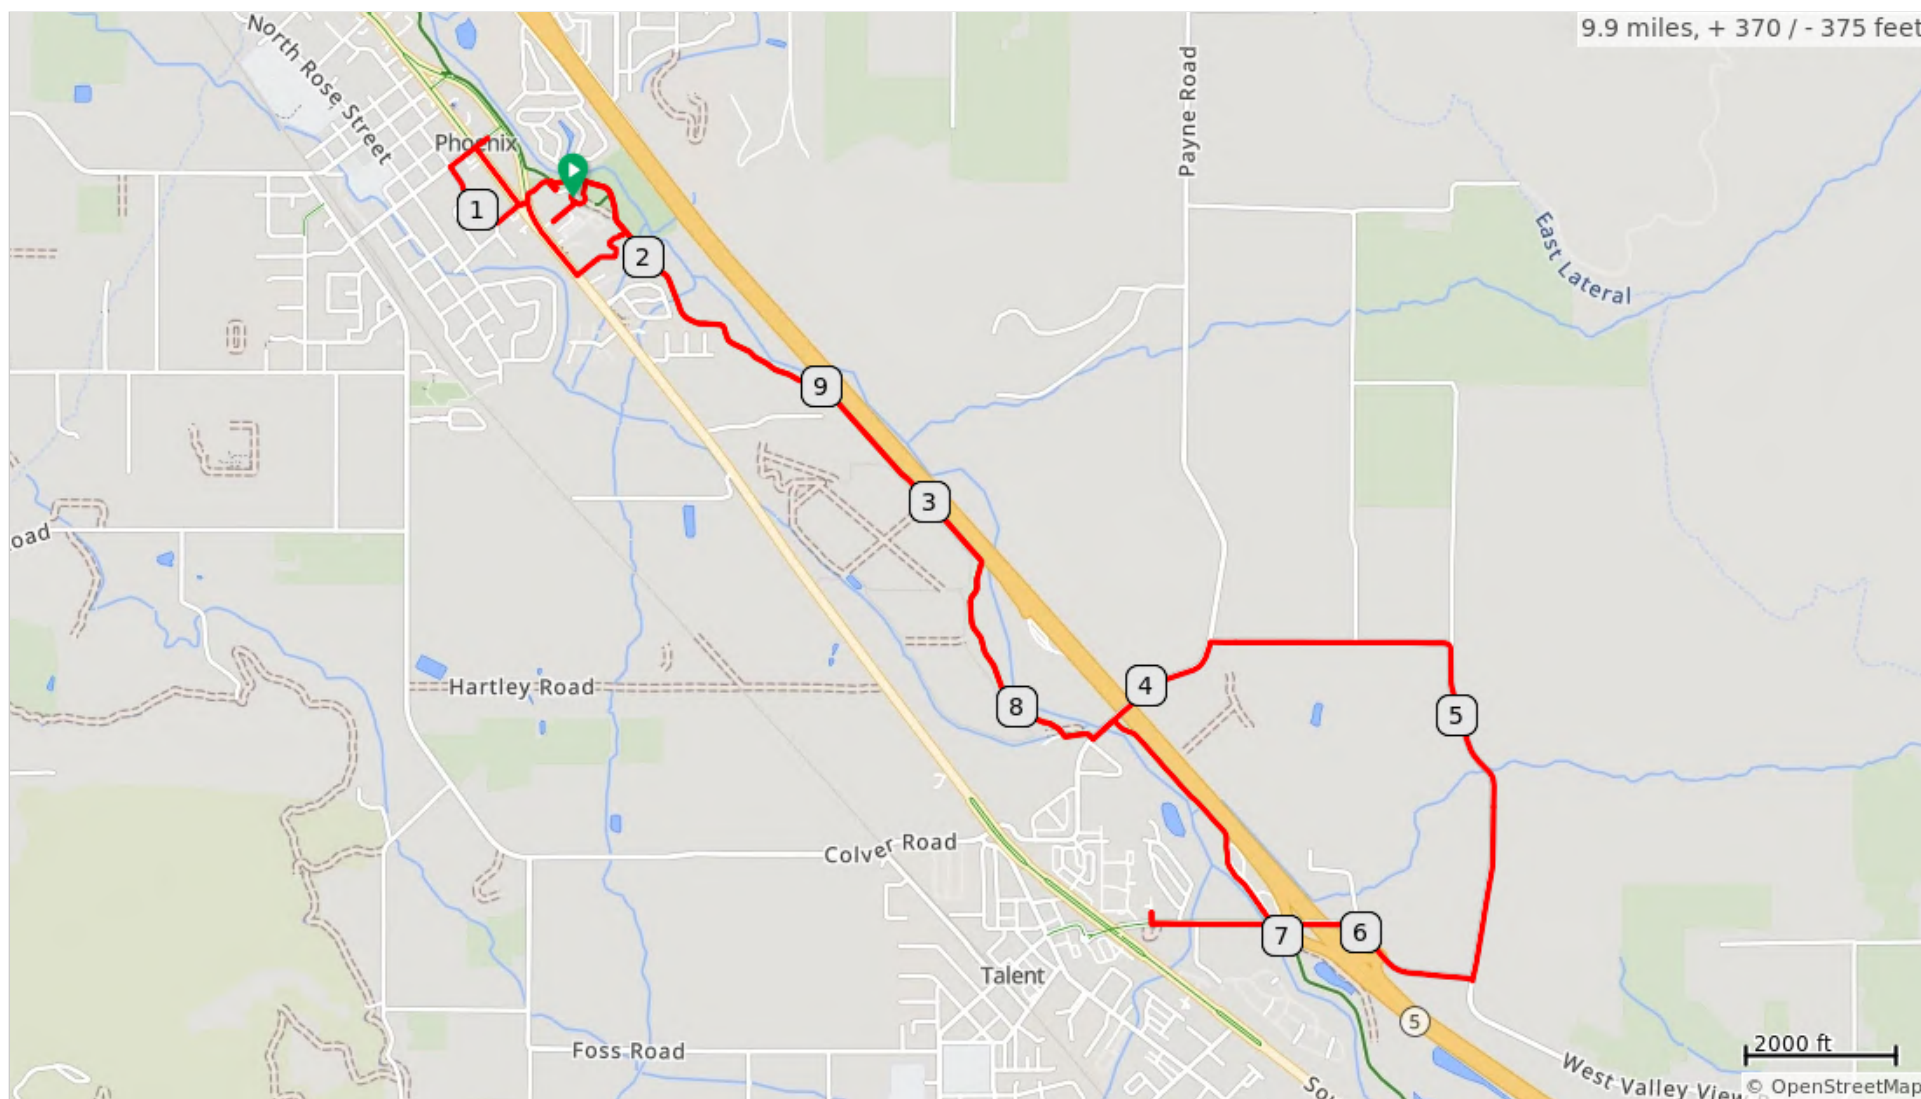 9.9 miles, + 370 / - 375 feet
North Rose Street
Phoenix
Payne Road
1
2
East Lateral
9
3
oad
4
Hartley Road
8
5
Colver Road
6
7
Talent
5
Foss Road
2000 ft
West Valley View
Sou
© OpenStreetMap